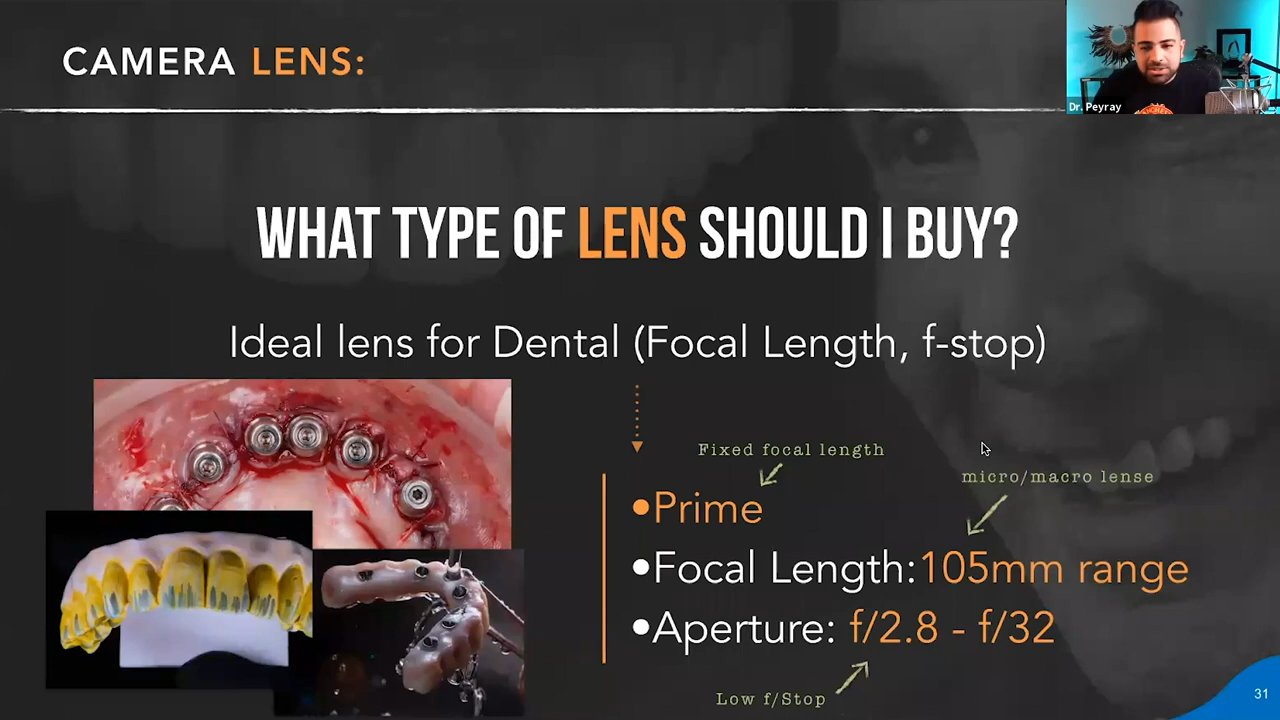 CAMERA LENS:
Dr. Peyray
WHAT TYPE OF LENS SHOULD I BUY?
Ideal lens for Dental (Focal Length, f-stop)
Fixed focal length
micro/macro lense
•Prime
•Focal Length:105mm range
•Aperture: f/2.8 - f/32
Low f/Stop
31